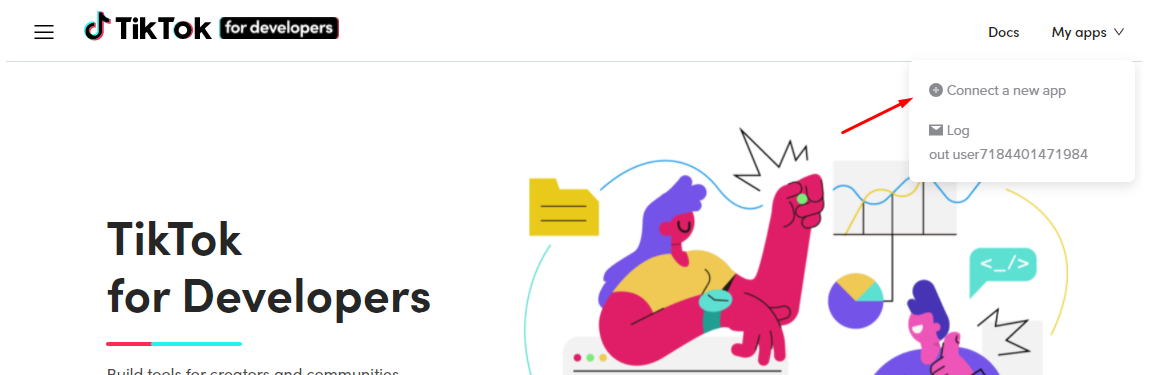 TikTok for developers
Docs
My apps
Connect a new app
Log
out user7184401471984
<_/>
TikTok
for Developers
Build tools for creators and communities